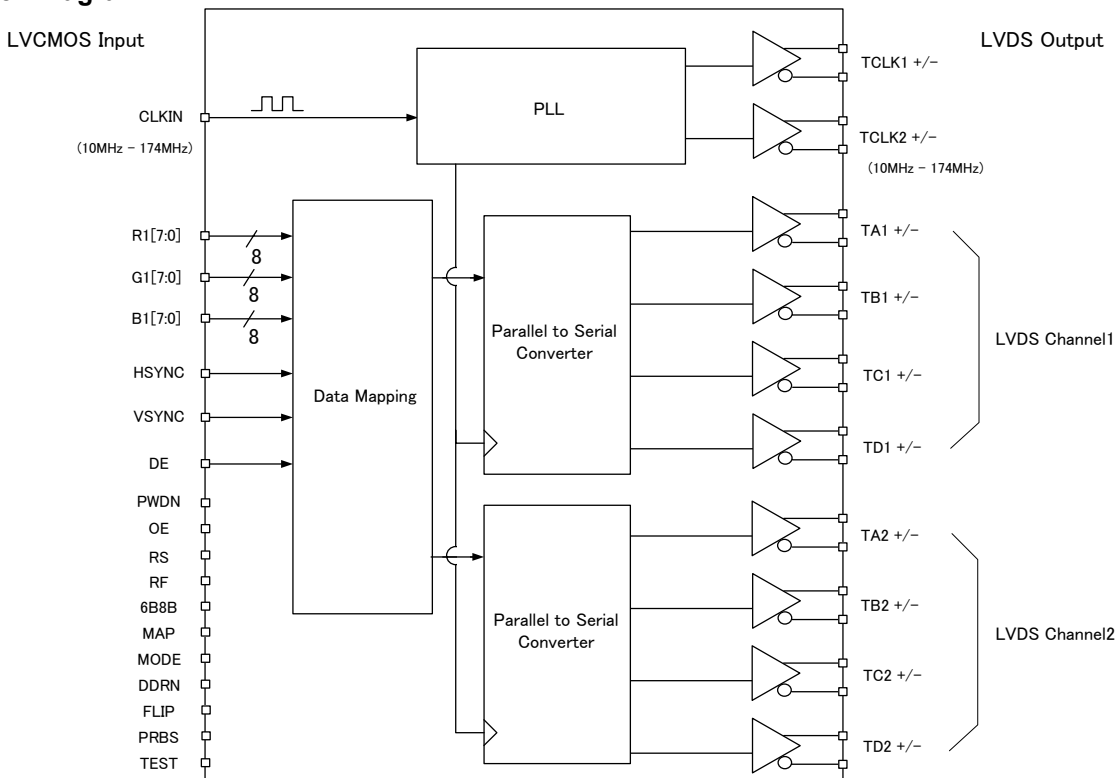 LVCMOS Input
LVDS Output
CLKIN
(10MHz - 174MHz)
PLL
TCLK1 +/-
TCLK2 +/-
(10MHz - 174MHz)
R1[7:0]
8
G1[7:0]
8
B1[7:0]
8
HSYNC
VSYNC
DE
PWDN
OE
RS
RF
6B8B
MAP
MODE
DDRN
FLIP
PRBS
TEST
Data Mapping
Parallel to Serial
Converter
Parallel to Serial
Converter
TA1 +/-
TB1 +/-
TC1 +/-
TD1 +/-
LVDS Channel1
TA2 +/-
TB2 +/-
TC2 +/-
TD2 +/-
LVDS Channel2